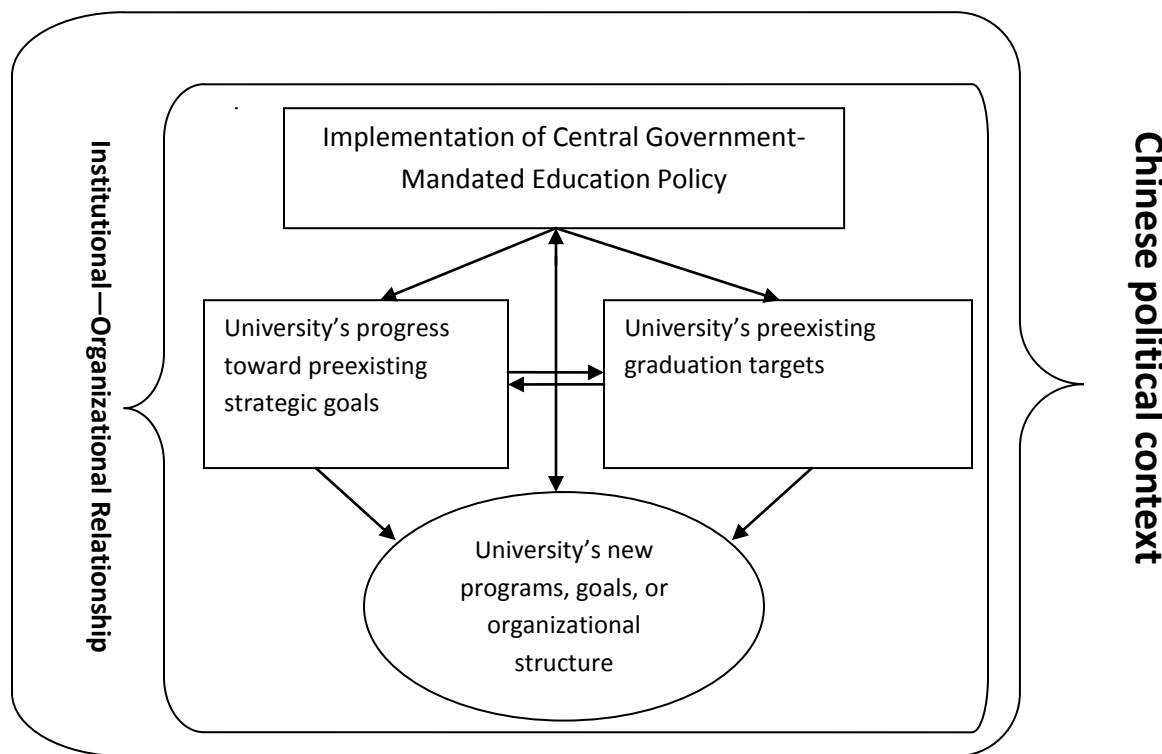 Implementation of Central Government-
Mandated Education Policy
University’s progress
toward preexisting
strategic goals
University’s preexisting
graduation targets
University’s new
programs, goals, or
organizational
structure
Institutional—Organizational Relationship
Chinese political context